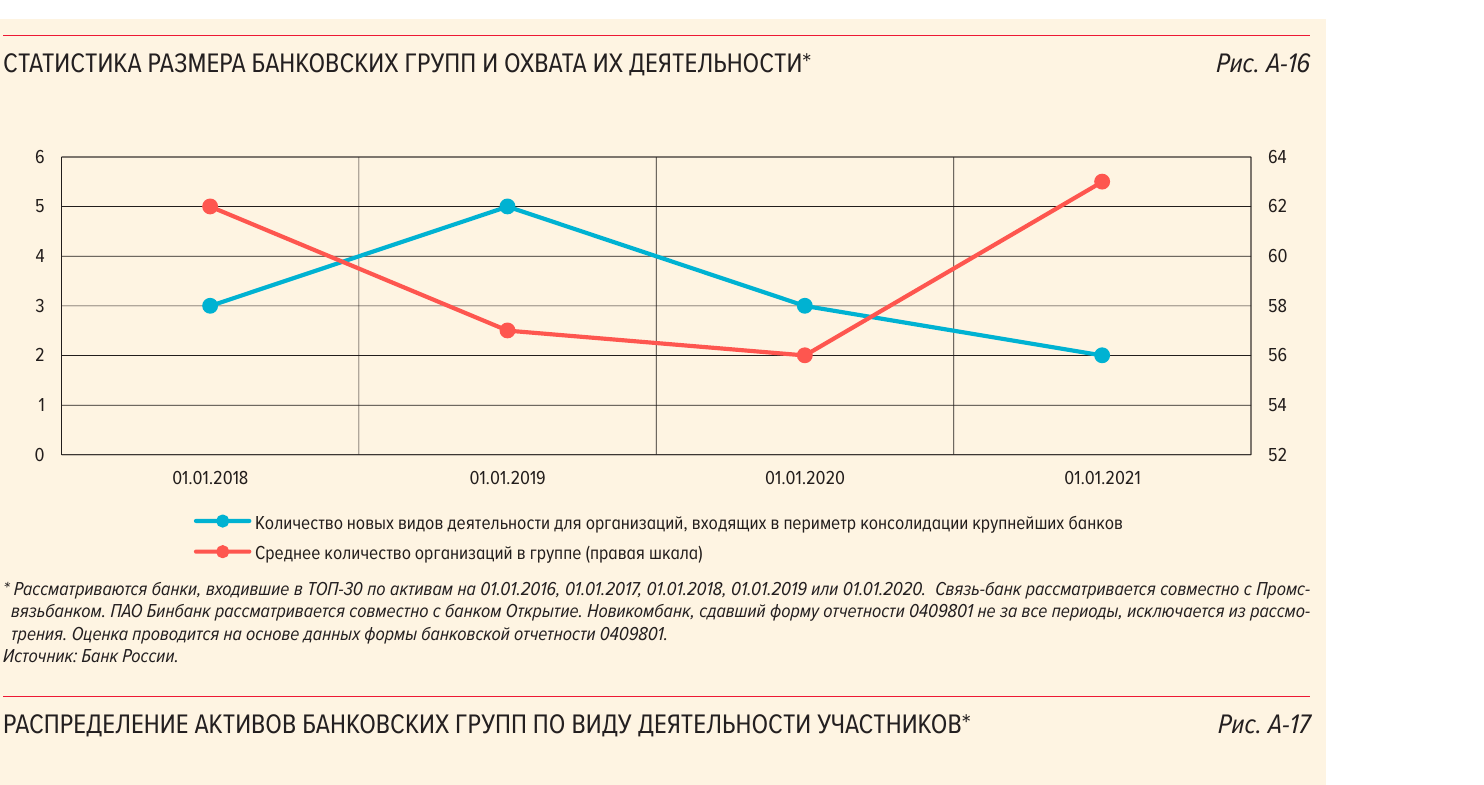 СТАТИСТИКА РАЗМЕРА БАНКОВСКИХ ГРУПП И ОХВАТА ИХ ДЕЯТЕЛЬНОСТИ* Рис. А-16
6 64
5 62
4 60
3 58
2 56
1 54
0 52
01.01.2018 01.01.2019 01.01.2020 01.01.2021
Количество новых видов деятельности для организаций, входящих в периметр консолидации крупнейших банков
Среднее количество организаций в группе (правая шкала)
* Рассматриваются банки, входившие в ТОП-30 по активам на 01.01.2016, 01.01.2017, 01.01.2018, 01.01.2019 или 01.01.2020. Связь-банк рассматривается совместно с Промс-
вязьбанком. ПАО Бинбанк рассматривается совместно с банком Открытие. Новикомбанк, сдавший форму отчетности 0409801 не за все периоды, исключается из рассмо-
трения. Оценка проводится на основе данных формы банковской отчетности 0409801.
Источник: Банк России.
РАСПРЕДЕЛЕНИЕ АКТИВОВ БАНКОВСКИХ ГРУПП ПО ВИДУ ДЕЯТЕЛЬНОСТИ УЧАСТНИКОВ* Рис. А-17